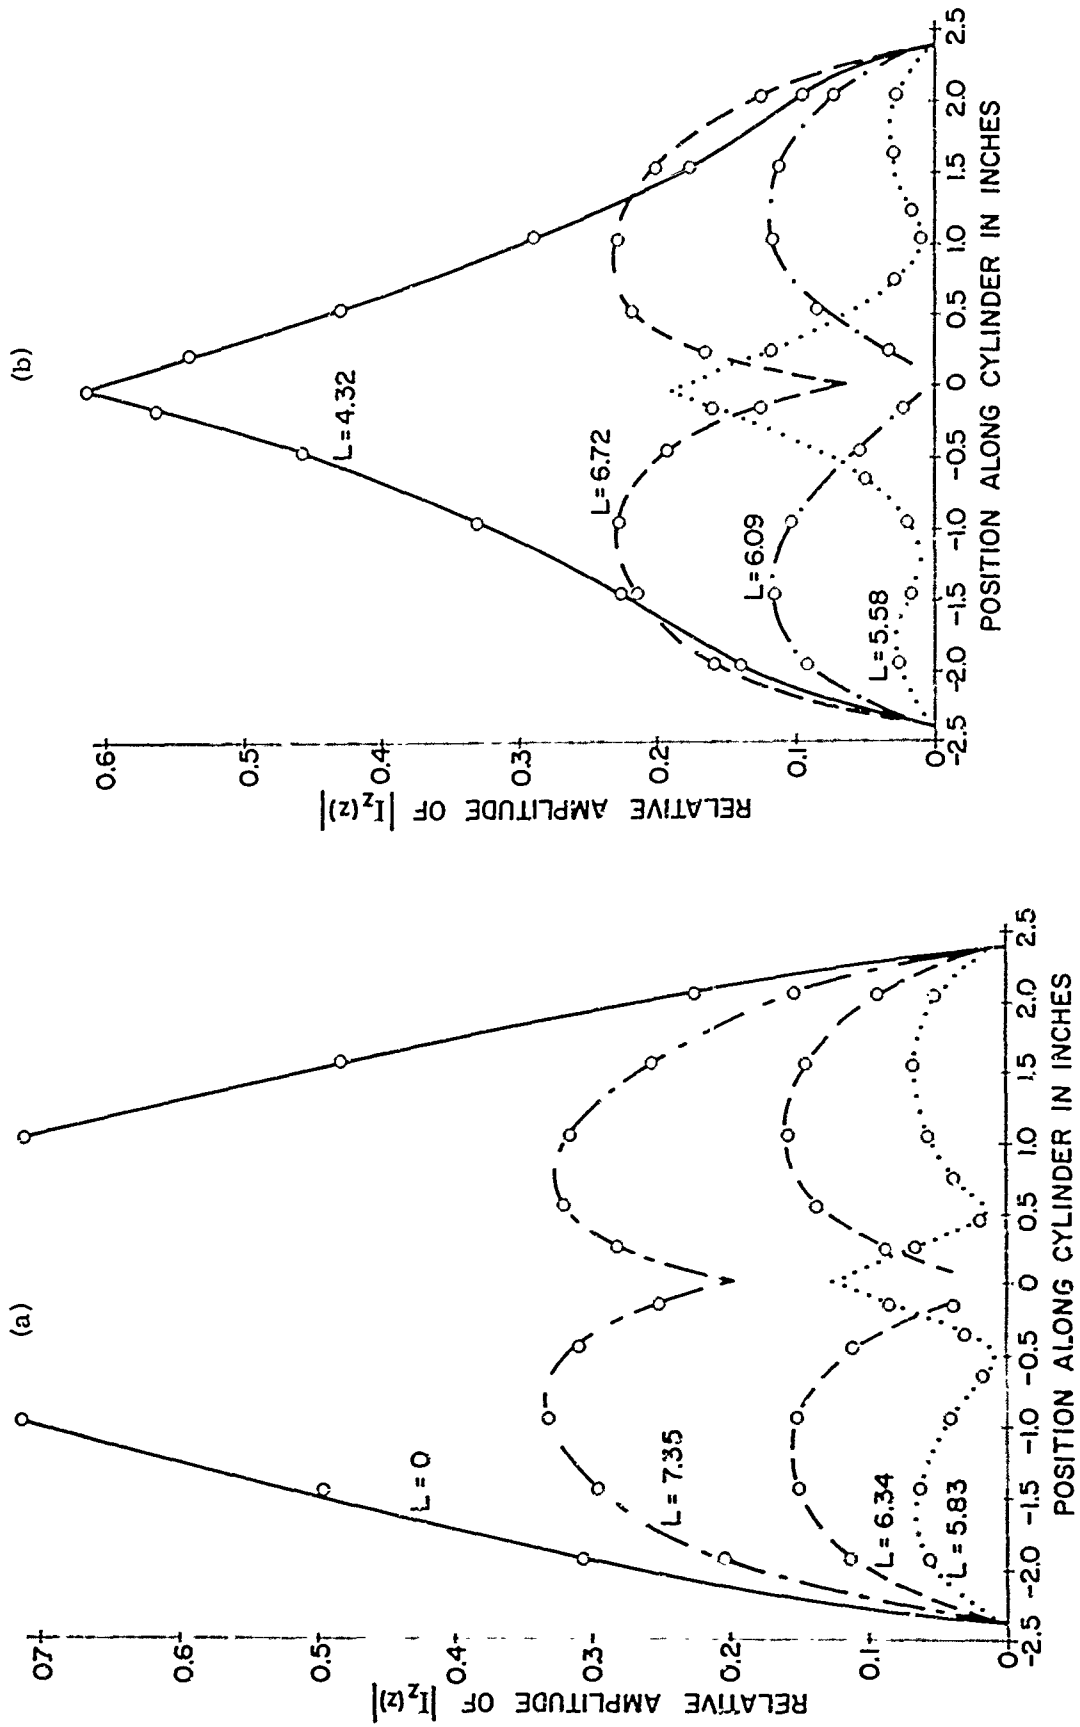 (a)
RELATIVE AMPLITUDE OF |I_z(z)|
0.7
0.6
0.5
0.4
0.3
0.2
0.1
0
L = 0
L = 7.35
L = 6.34
L = 5.83
-2.5 -2.0 -1.5 -1.0 -0.5 0 0.5 1.0 1.5 2.0 2.5
POSITION ALONG CYLINDER IN INCHES
(b)
RELATIVE AMPLITUDE OF |I_z(z)|
0.6
0.5
0.4
0.3
0.2
0.1
0
L = 4.32
L = 6.72
L = 6.09
L = 5.58
-2.5 -2.0 -1.5 -1.0 -0.5 0 0.5 1.0 1.5 2.0 2.5
POSITION ALONG CYLINDER IN INCHES